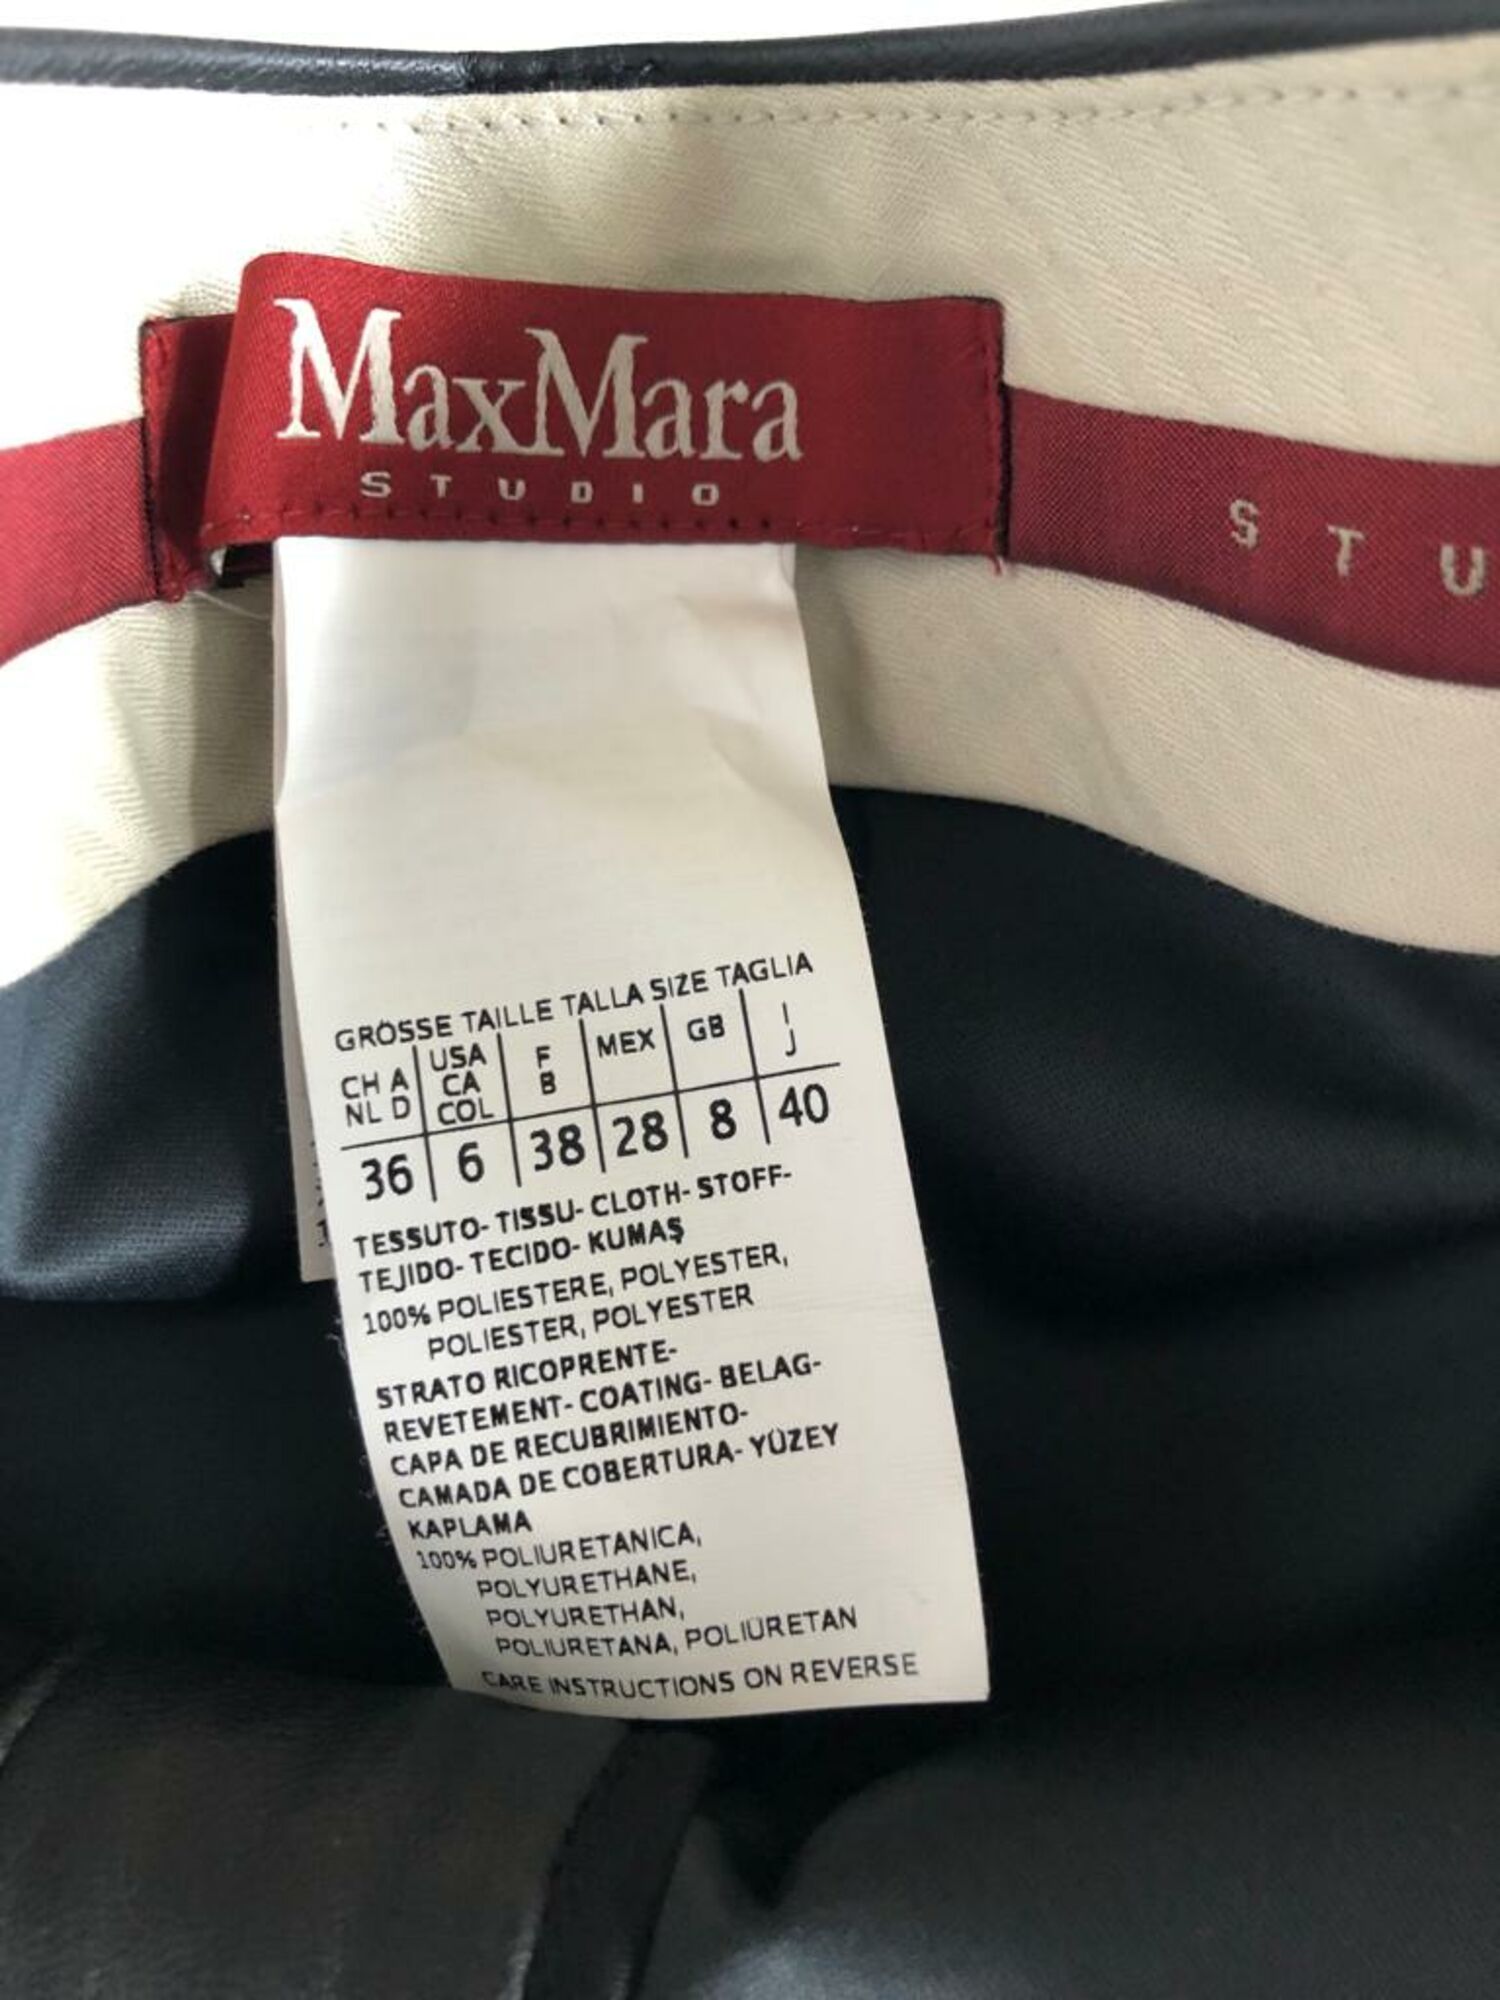 MaxMara
STUDIO
STU
GRÖSSE TAILLE TALLA SIZE TAGLIA
CH A NL D | USA CA COL | F B | MEX | GB | I J
36 | 6 | 38 | 28 | 8 | 40
TESSUTO- TISSU- CLOTH- STOFF-
TEJIDO- TECIDO- KUMAŞ
100% POLIESTERE, POLYESTER,
POLIESTER, POLYESTER
STRATO RICOPRENTE-
REVETEMENT- COATING- BELAG-
CAPA DE RECUBRIMIENTO-
CAMADA DE COBERTURA- YÜZEY
KAPLAMA
100% POLIURETANICA,
POLYURETHANE,
POLYURETHAN,
POLIURETANA, POLIÜRETAN
CARE INSTRUCTIONS ON REVERSE